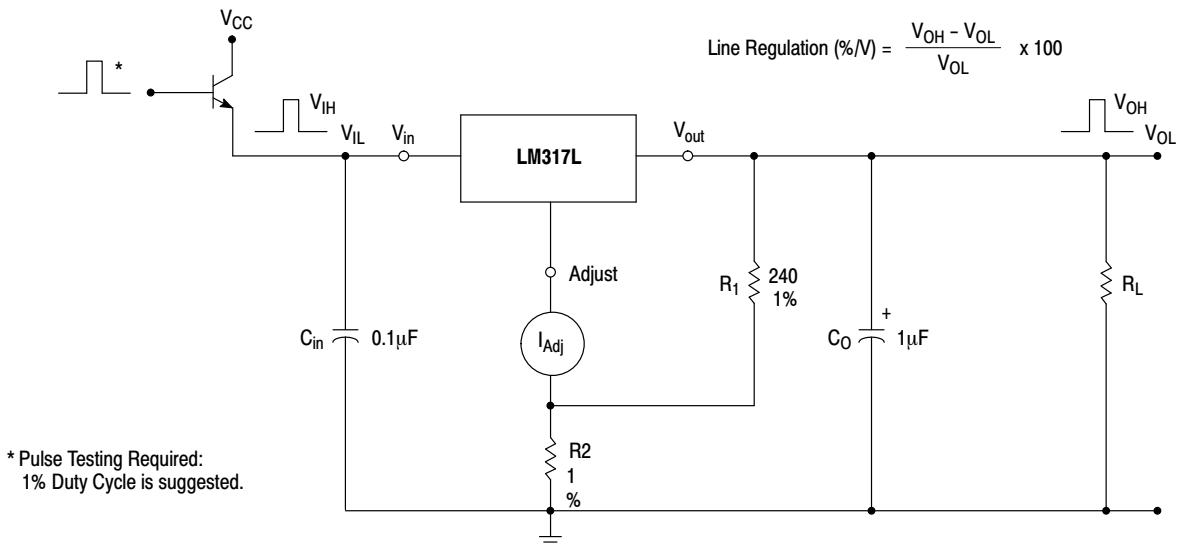 V_CC
Line Regulation (%/V) = V_OH – V_OL / V_OL x 100
*
V_IH
V_IL
V_in
LM317L
V_out
V_OH
V_OL
Adjust
R_1
240
1%
R_L
C_in
0.1μF
I_Adj
C_O
+
1μF
R2
1
%
* Pulse Testing Required:
1% Duty Cycle is suggested.